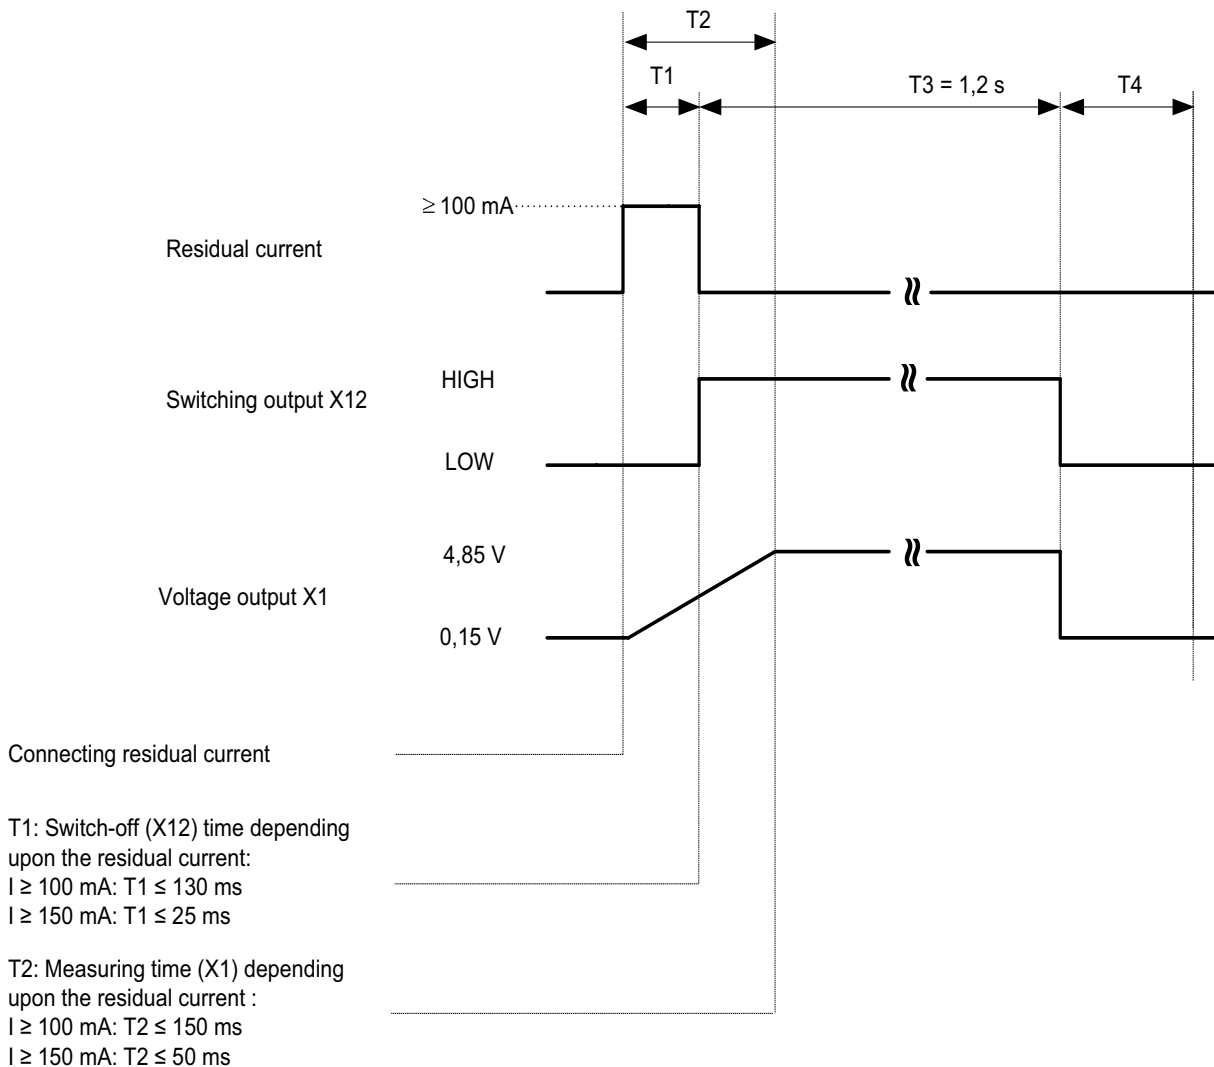 T2
T1
T3 = 1,2 s
T4
≥ 100 mA
Residual current
HIGH
Switching output X12
LOW
4,85 V
Voltage output X1
0,15 V
Connecting residual current
T1: Switch-off (X12) time depending
upon the residual current:
I ≥ 100 mA: T1 ≤ 130 ms
I ≥ 150 mA: T1 ≤ 25 ms
T2: Measuring time (X1) depending
upon the residual current :
I ≥ 100 mA: T2 ≤ 150 ms
I ≥ 150 mA: T2 ≤ 50 ms